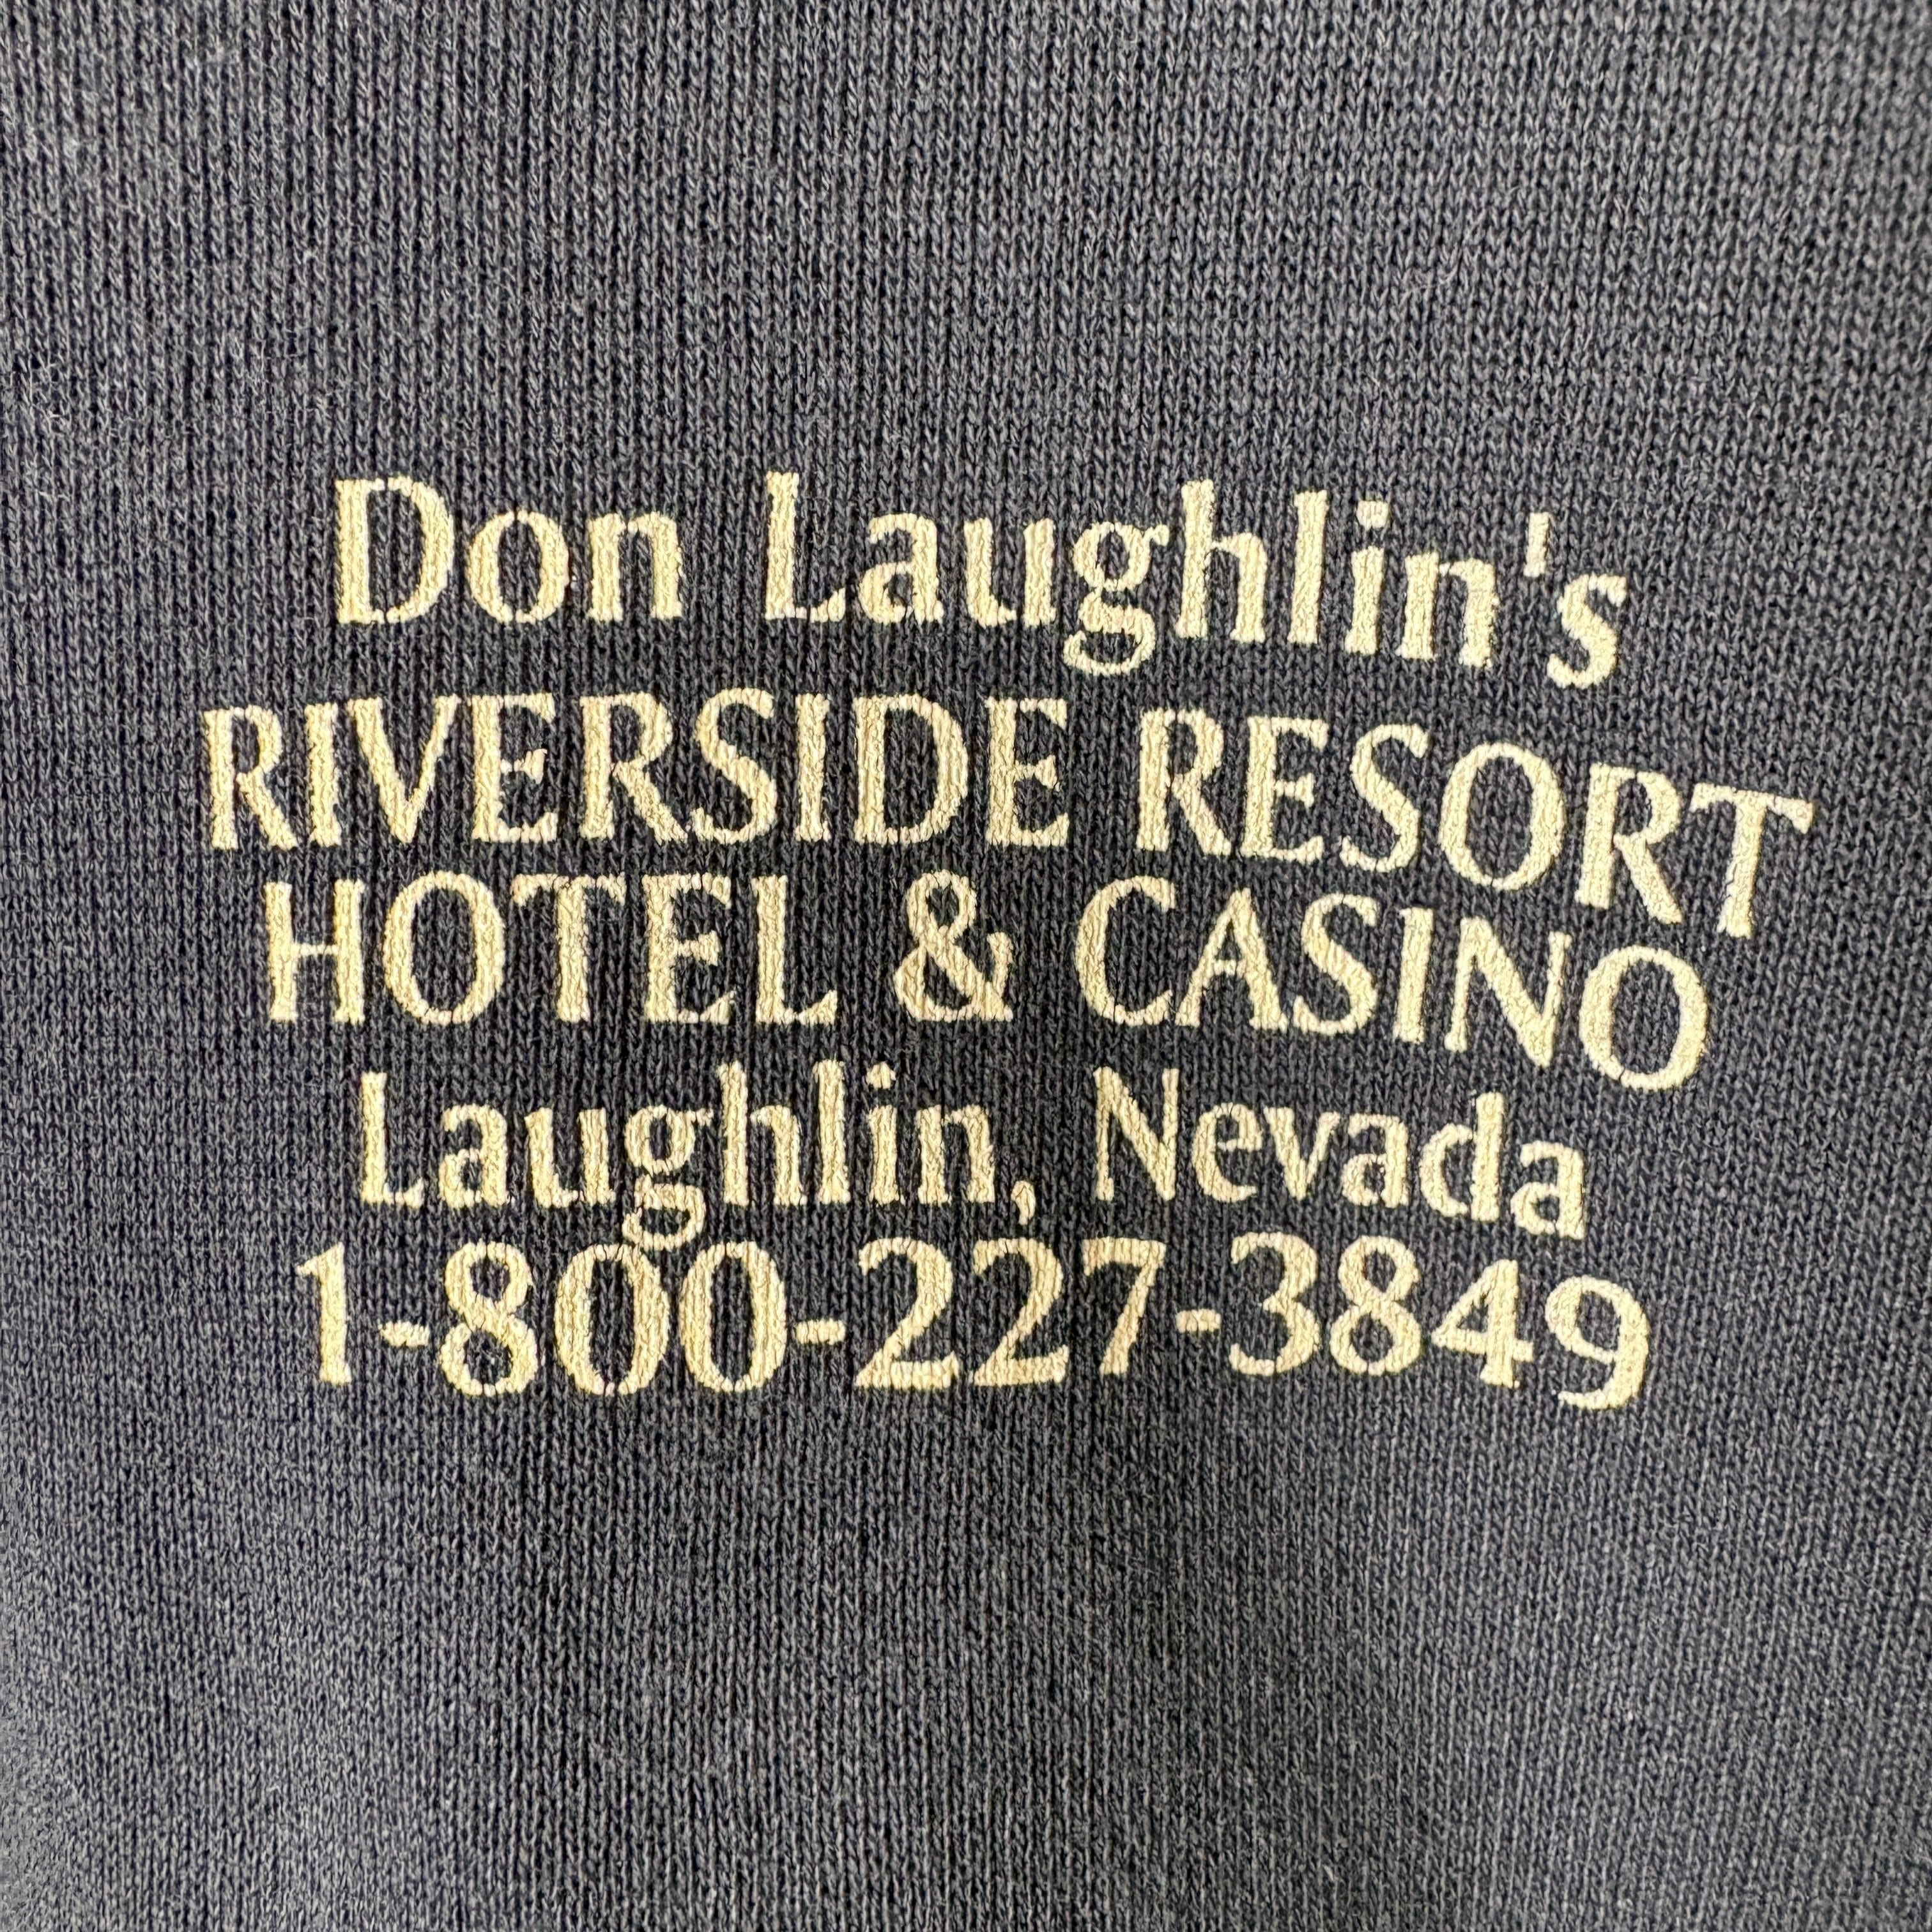 Don Laughlin's
RIVERSIDE RESORT
HOTEL & CASINO
Laughlin, Nevada
1-800-227-3849